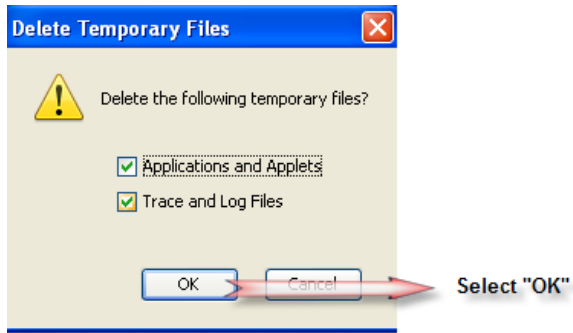 Delete Temporary Files
Delete the following temporary files?
Applications and Applets
Trace and Log Files
OK Cancel Select "OK"